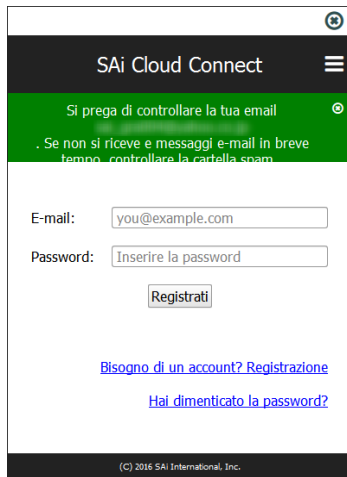 SAi Cloud Connect
Si prega di controllare la tua email
. Se non si riceve e messaggi e-mail in breve
tempo, controllare la cartella spam
E-mail:
you@example.com
Password:
Inserire la password
Registrati
Bisogno di un account? Registrazione
Hai dimenticato la password?
(C) 2016 SAi International, Inc.